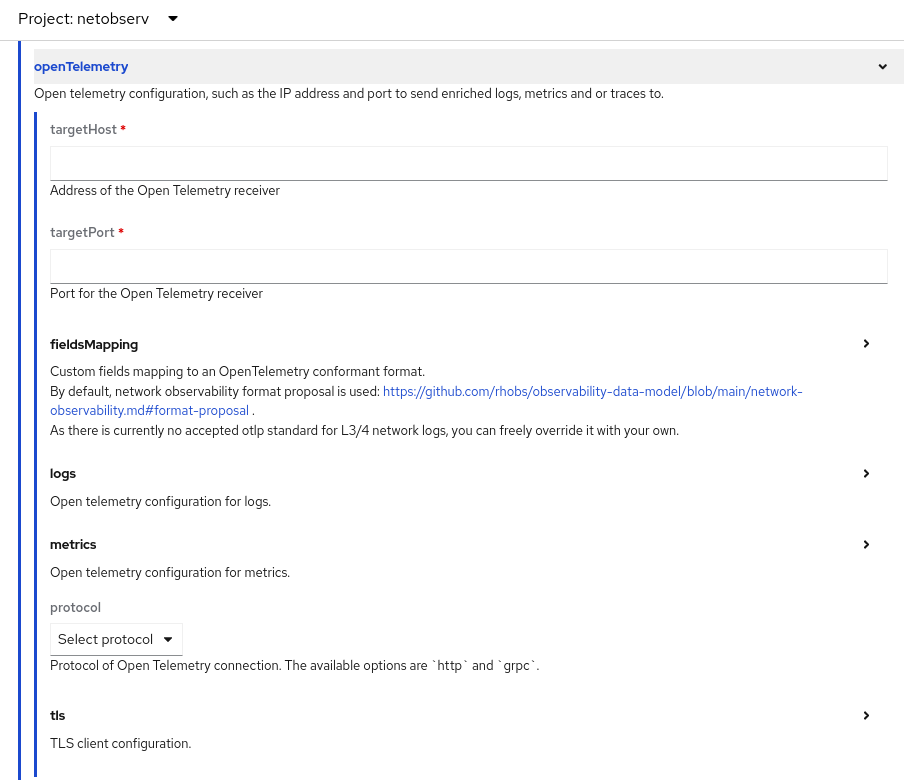 Project: netobserv
openTelemetry
Open telemetry configuration, such as the IP address and port to send enriched logs, metrics and or traces to.
targetHost *
Address of the Open Telemetry receiver
targetPort *
Port for the Open Telemetry receiver
fieldsMapping
Custom fields mapping to an OpenTelemetry conformant format.
By default, network observability format proposal is used: https://github.com/rhobs/observability-data-model/blob/main/network-
observability.md#format-proposal .
As there is currently no accepted otlp standard for L3/4 network logs, you can freely override it with your own.
logs
Open telemetry configuration for logs.
metrics
Open telemetry configuration for metrics.
protocol
Select protocol
Protocol of Open Telemetry connection. The available options are `http` and `grpc`.
tls
TLS client configuration.